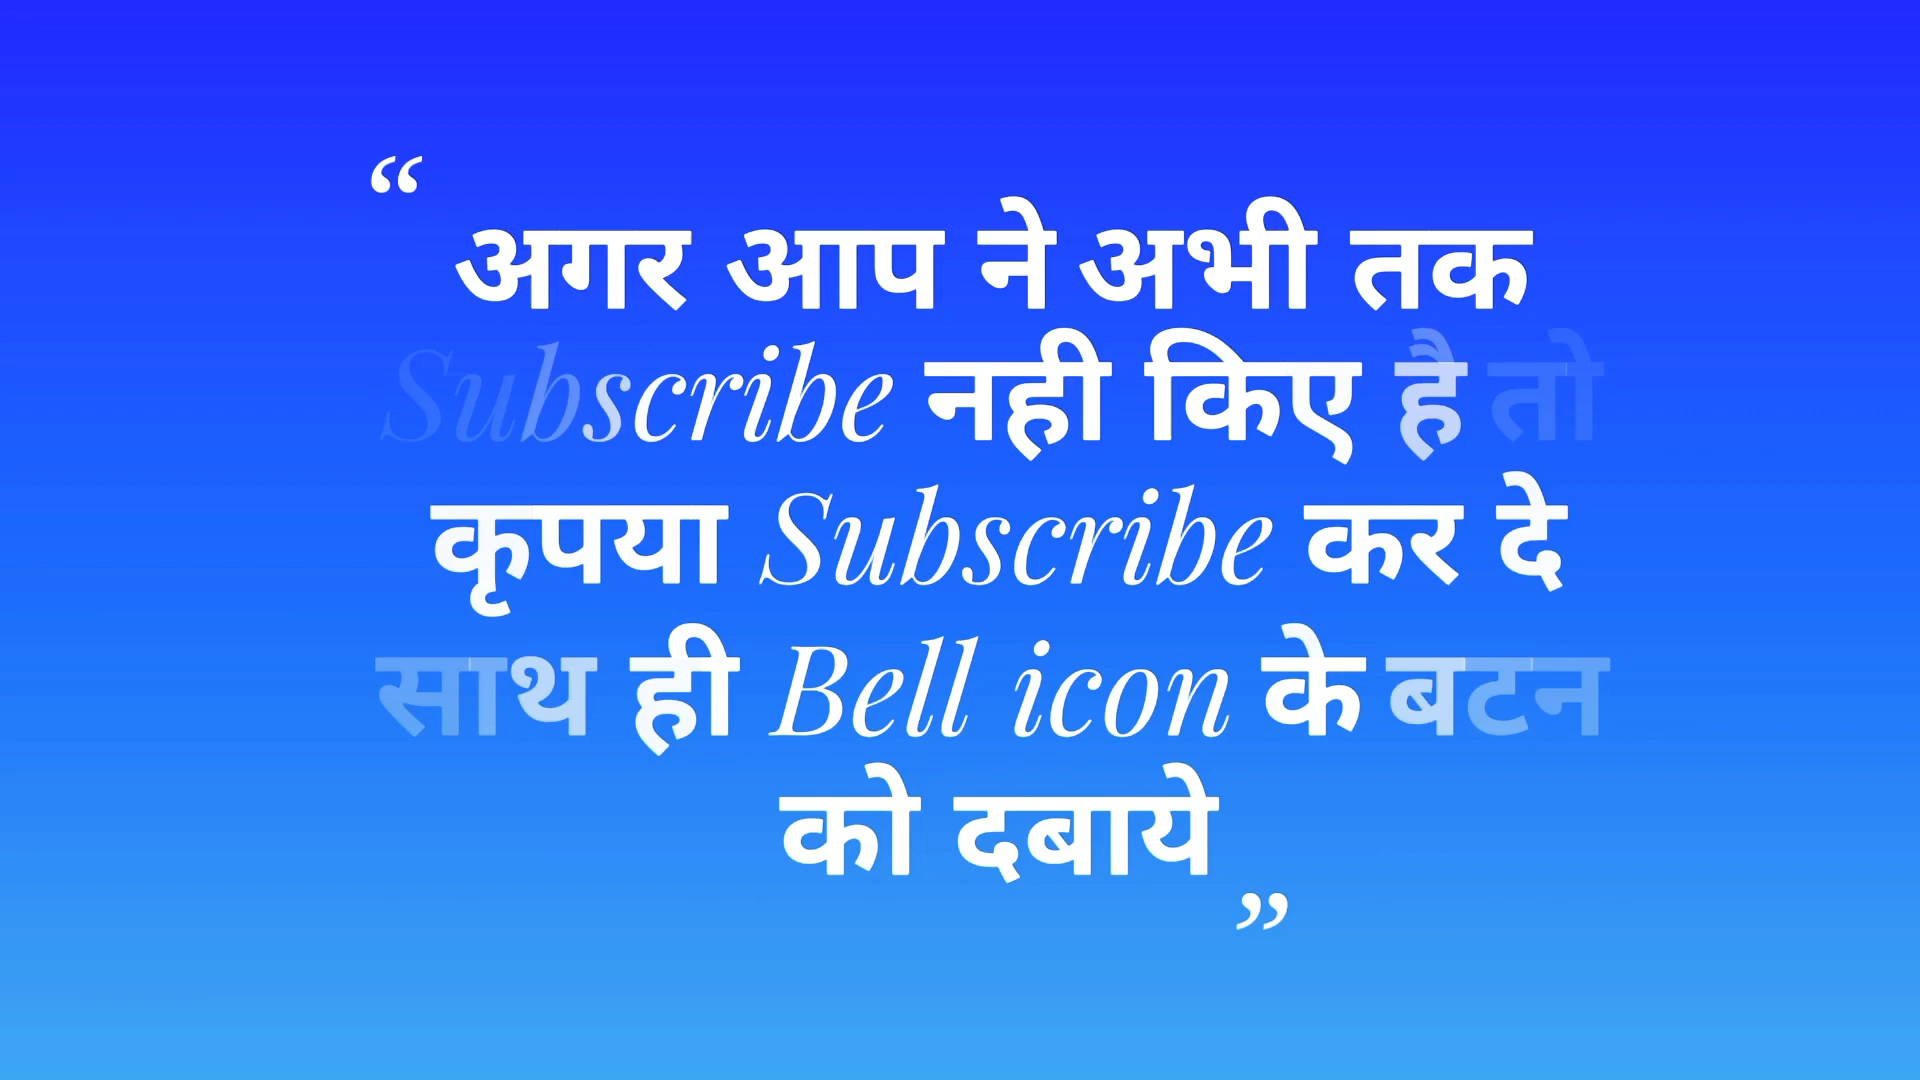 “
अगर आप ने अभी तक
Subscribe नही किए है तो
कृपया Subscribe कर दे
साथ ही Bell icon के बटन
को दबाये
”